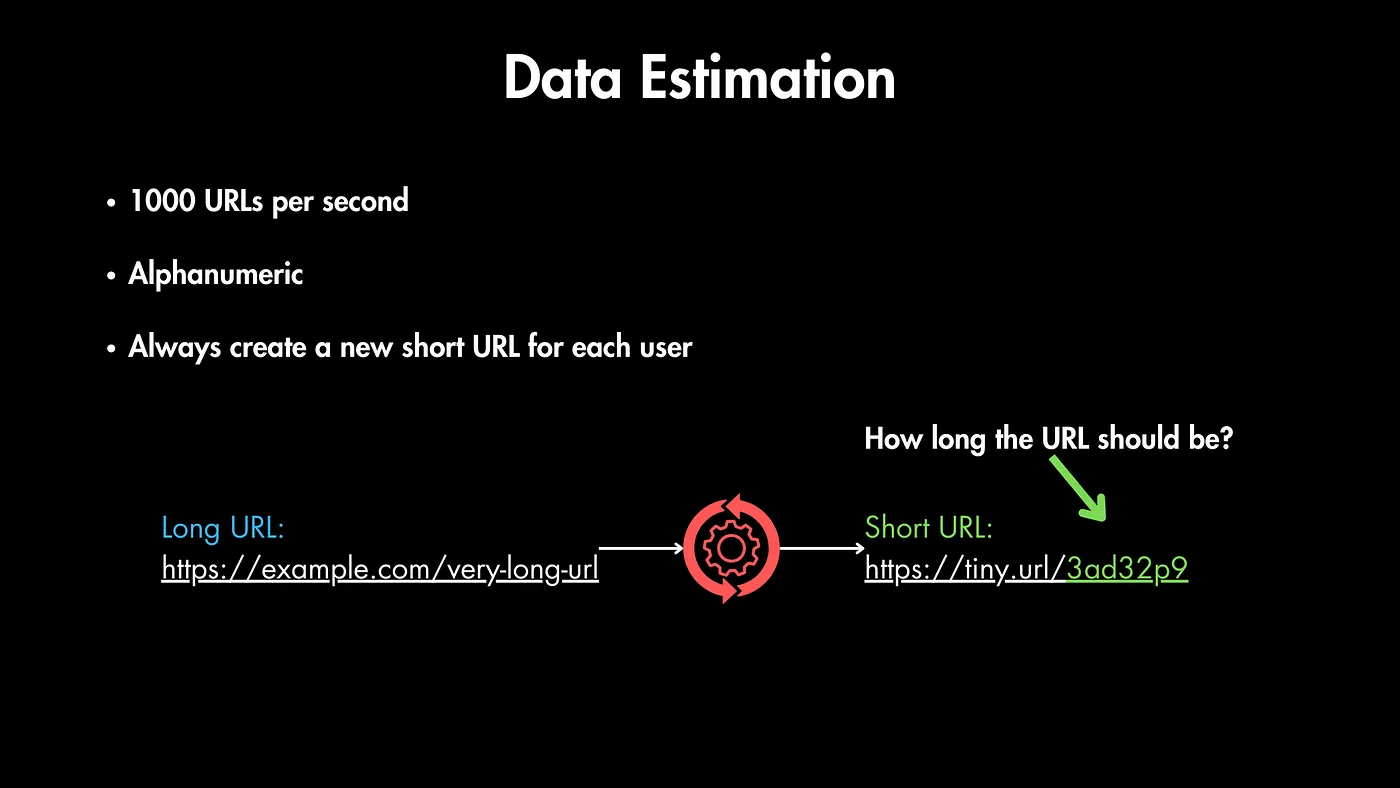 Data Estimation
• 1000 URLs per second
• Alphanumeric
• Always create a new short URL for each user
How long the URL should be?
Long URL:
https://example.com/very-long-url
Short URL:
https://tiny.url/3ad32p9